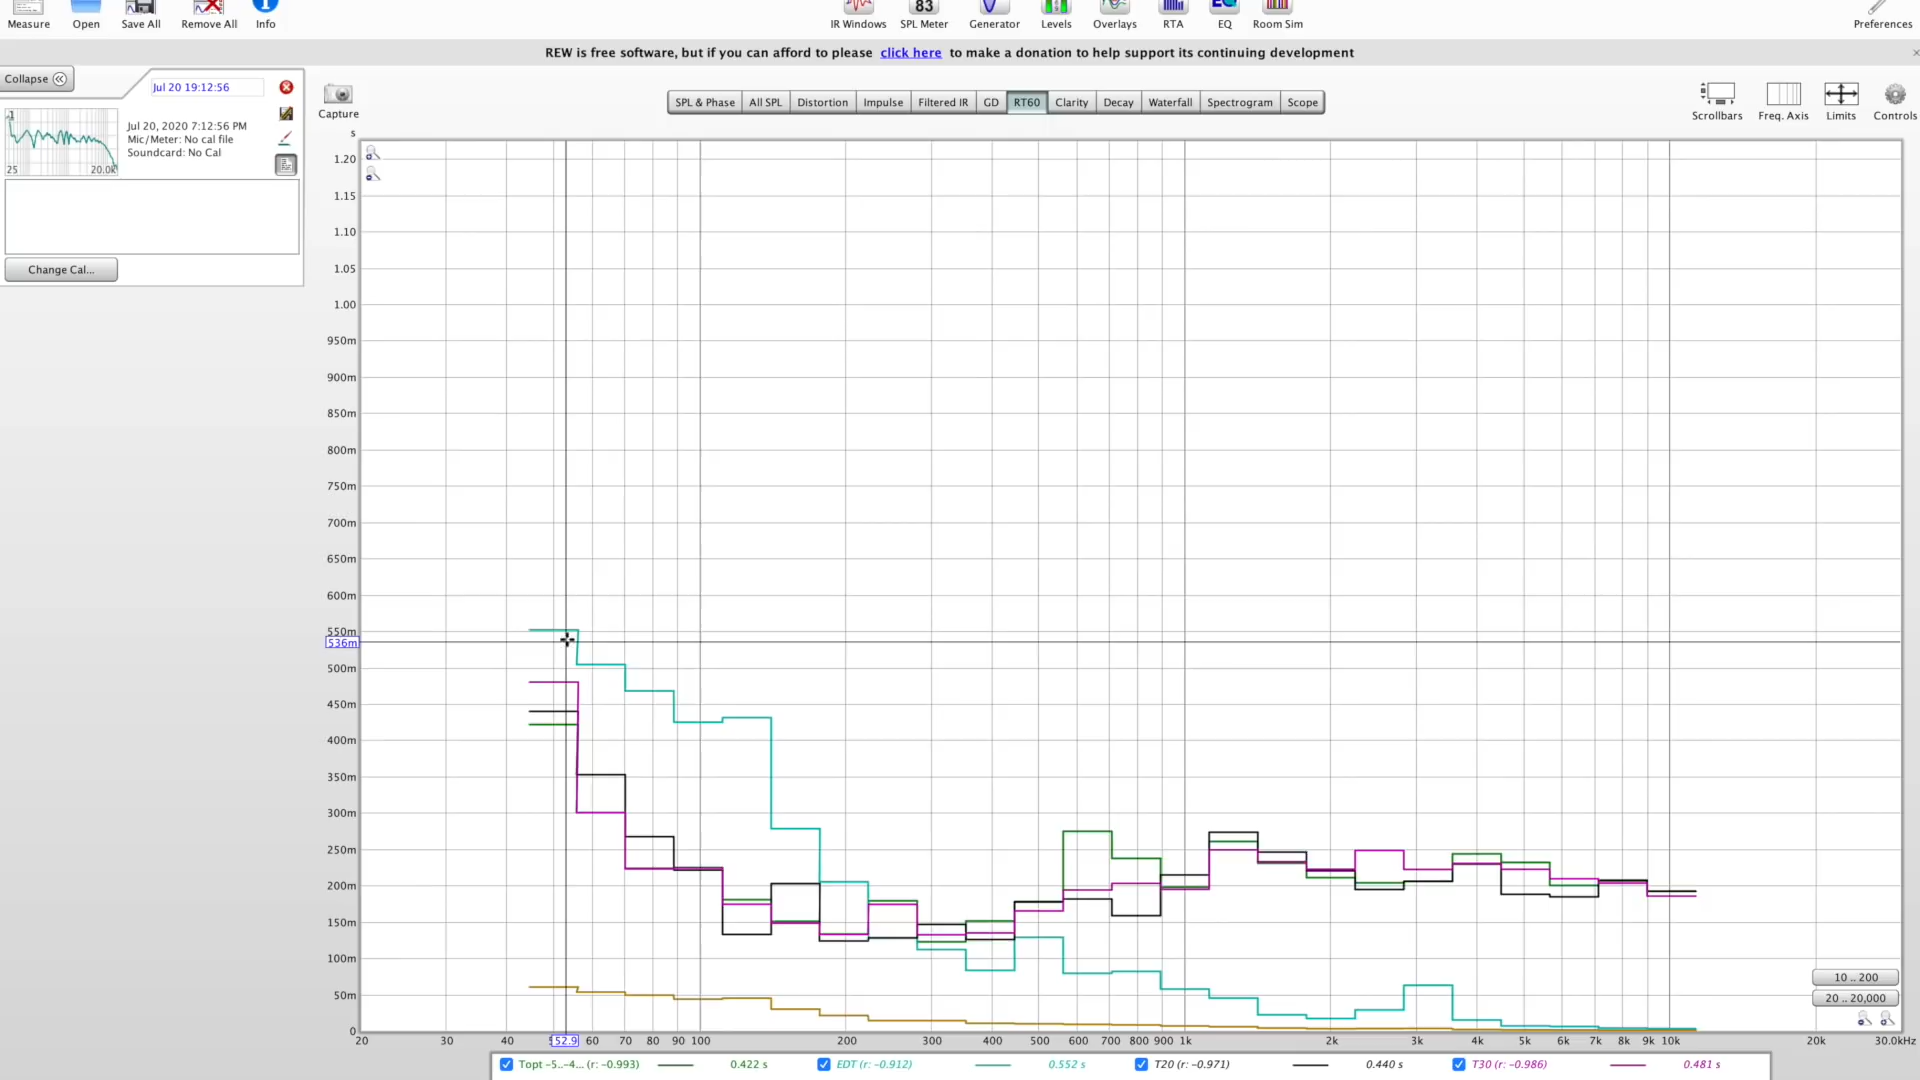 Measure Open Save All Remove All Info IR Windows 83 SPL Meter Generator Levels Overlays RTA EQ Room Sim Preferences
REW is free software, but if you can afford to please click here to make a donation to help support its continuing development
Collapse
Jul 20 19:12:56
1
25 20.0k
Jul 20, 2020 7:12:56 PM
Mic/Meter: No cal file
Soundcard: No Cal
Change Cal...
Capture
SPL & Phase All SPL Distortion Impulse Filtered IR GD RT60 Clarity Decay Waterfall Spectrogram Scope
Scrollbars Freq. Axis Limits Controls
s
1.20
1.15
1.10
1.05
1.00
950m
900m
850m
800m
750m
700m
650m
600m
550m
536m
500m
450m
400m
350m
300m
250m
200m
150m
100m
50m
0
10 .. 200
20 .. 20,000
20 30 40 52.9 60 70 80 90 100 200 300 400 500 600 700 800 900 1k 2k 3k 4k 5k 6k 7k 8k 9k 10k 20k 30.0kHz
Topt -5..-4... (r: -0.993) 0.422 s EDT (r: -0.912) 0.552 s T20 (r: -0.971) 0.440 s T30 (r: -0.986) 0.481 s